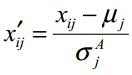 x'ᵢⱼ = (xᵢⱼ − μⱼ) / σⱼᴬ